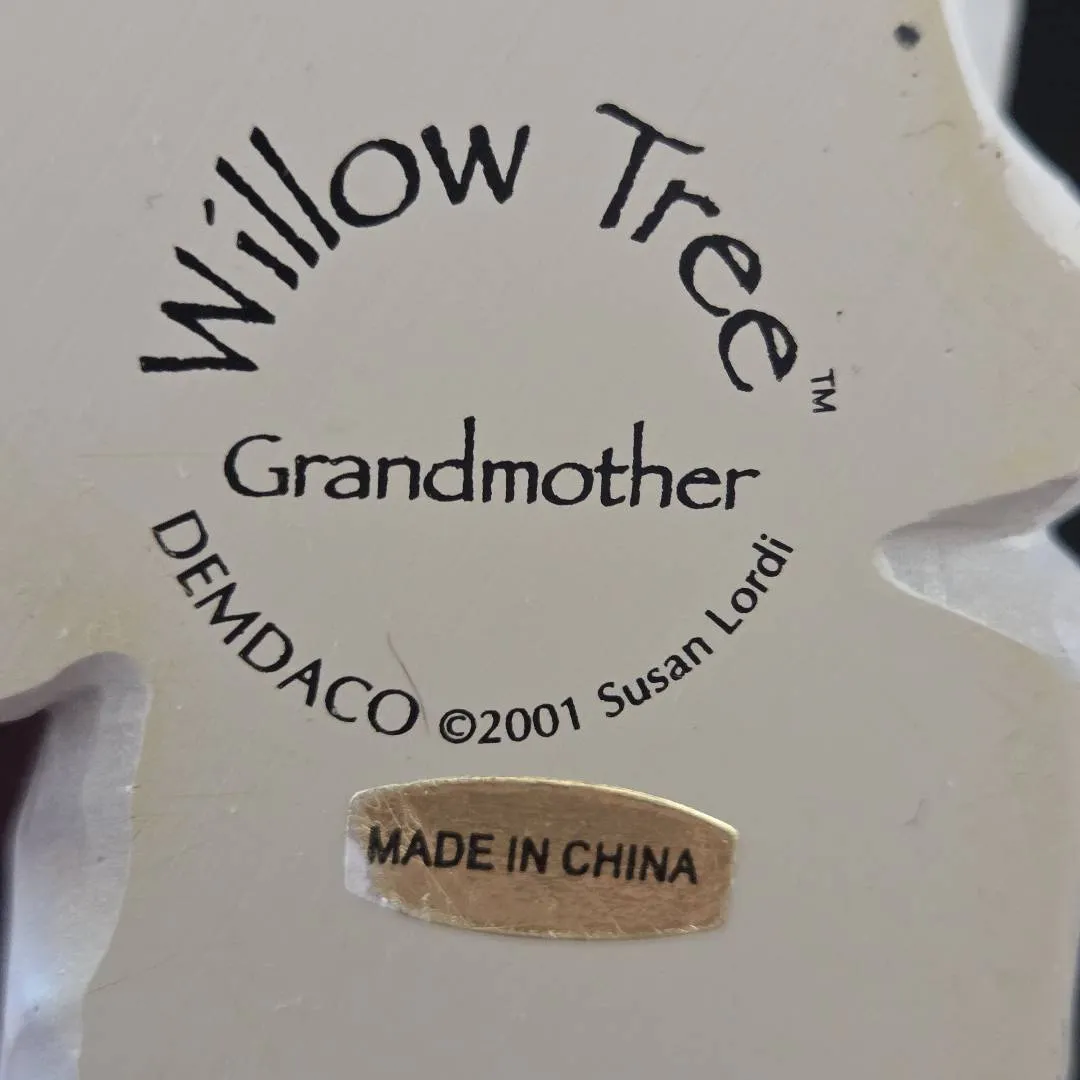 Willow Tree™
Grandmother
DEMDACO ©2001 Susan Lordi
MADE IN CHINA